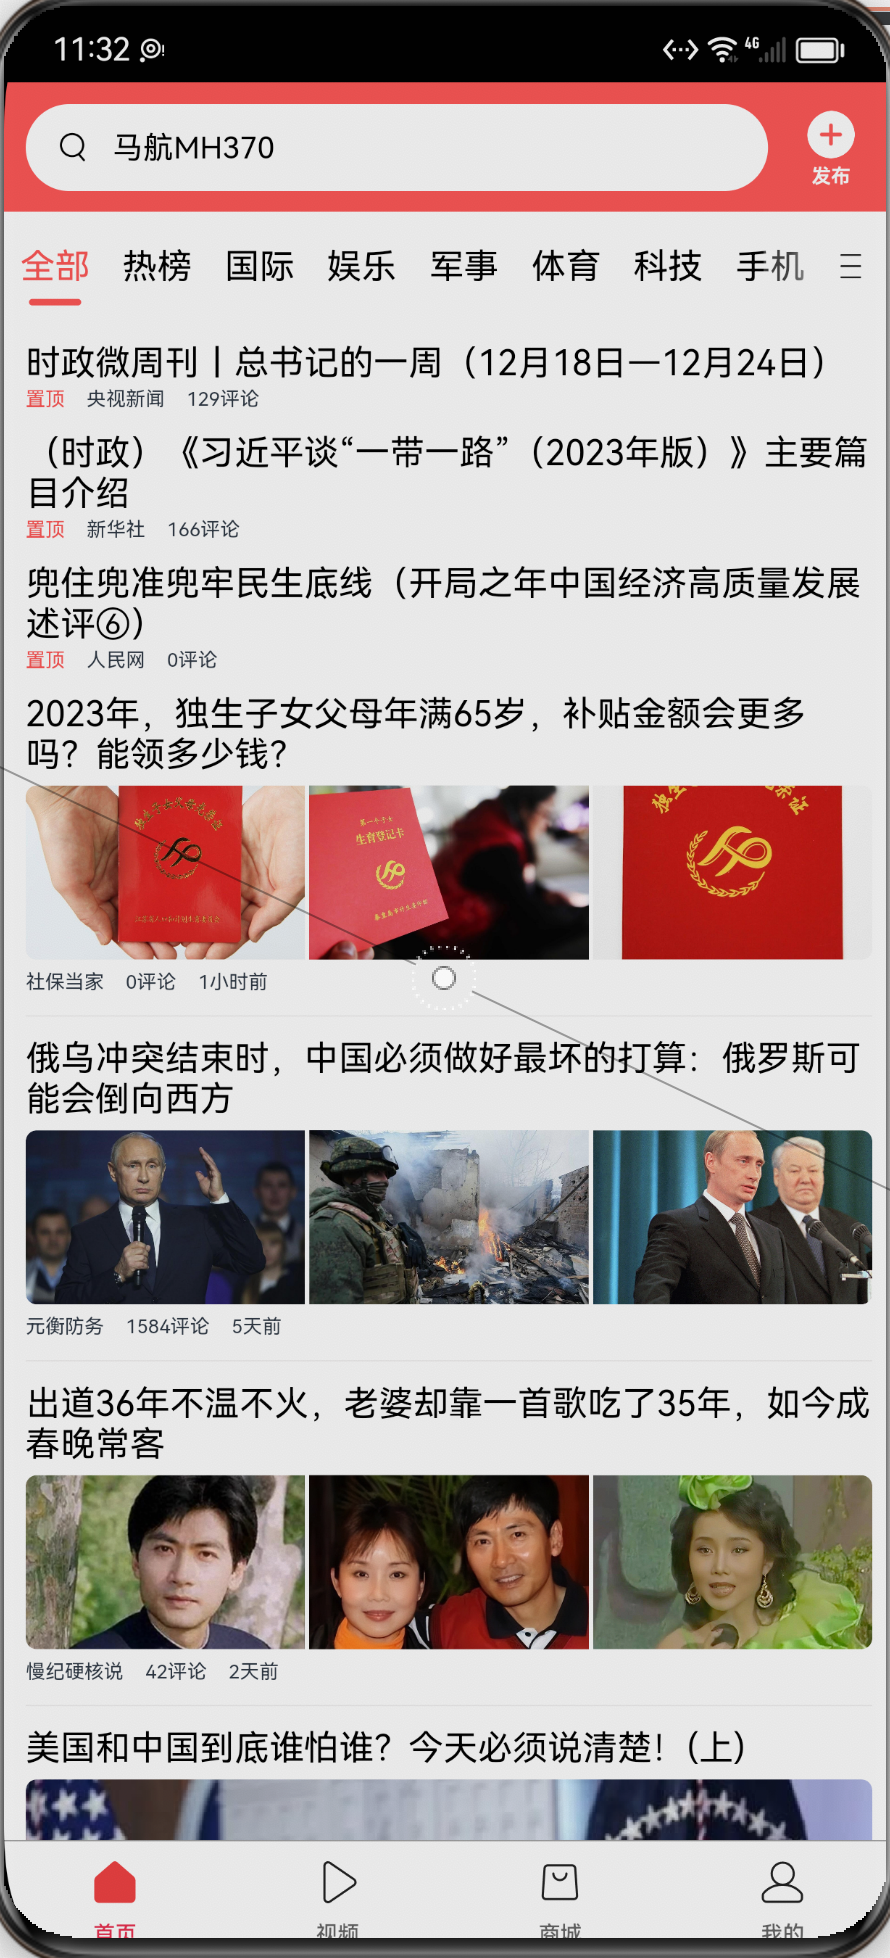 11:32
4G
马航MH370
发布
全部 热榜 国际 娱乐 军事 体育 科技 手机
时政微周刊丨总书记的一周（12月18日—12月24日）
置顶 央视新闻 129评论
（时政）《习近平谈“一带一路”（2023年版）》主要篇
目介绍
置顶 新华社 166评论
兜住兜准兜牢民生底线（开局之年中国经济高质量发展
述评⑥）
置顶 人民网 0评论
2023年，独生子女父母年满65岁，补贴金额会更多
吗？能领多少钱？
生育登记卡
社保当家 0评论 1小时前
俄乌冲突结束时，中国必须做好最坏的打算：俄罗斯可
能会倒向西方
元衡防务 1584评论 5天前
出道36年不温不火，老婆却靠一首歌吃了35年，如今成
春晚常客
慢纪硬核说 42评论 2天前
美国和中国到底谁怕谁？今天必须说清楚！(上)
首页 视频 商城 我的